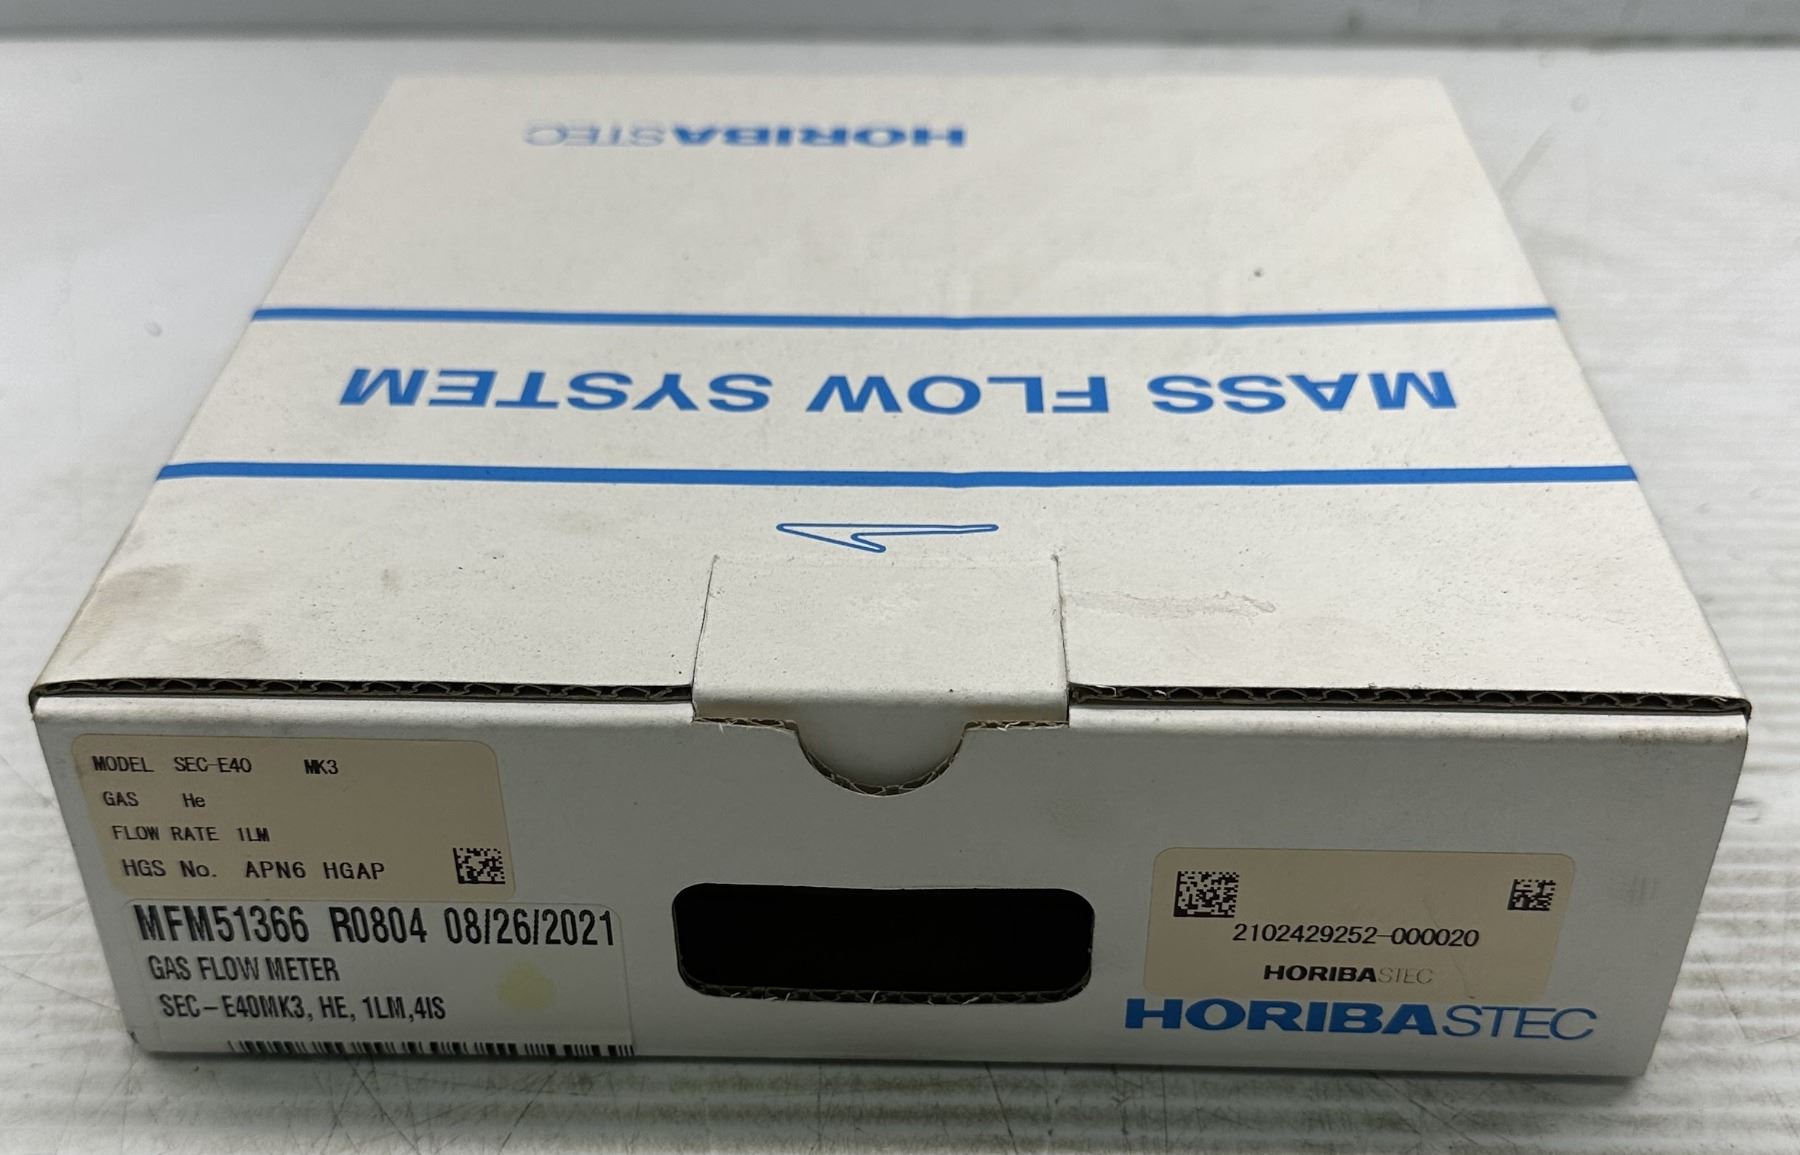 HORIBASTEC
MASS FLOW SYSTEM
MODEL SEC-E40 MK3
GAS He
FLOW RATE 1LM
HGS No. APN6 HGAP
MFM51366 R0804 08/26/2021
GAS FLOW METER
SEC-E40MK3, HE, 1LM,4IS
2102429252-000020
HORIBASTEC
HORIBASTEC